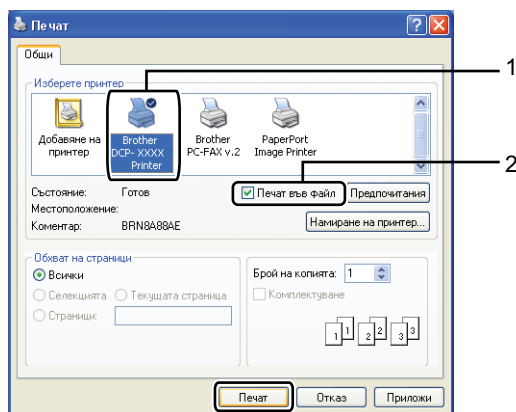 Печат
Общи
1
Изберете принтер
Добавяне на принтер
Brother DCP- XXXX Printer
Brother PC-FAX v.2
PaperPort Image Printer
2
Състояние: Готов
Печат във файл
Предпочитания
Местоположение:
Коментар: BRN8A88AE
Намиране на принтер...
Обхват на страници
Всички
Селекцията
Текущата страница
Страници:
Брой на копията: 1
Комплектуване
1 1 2 2 3 3
Печат
Отказ
Приложи